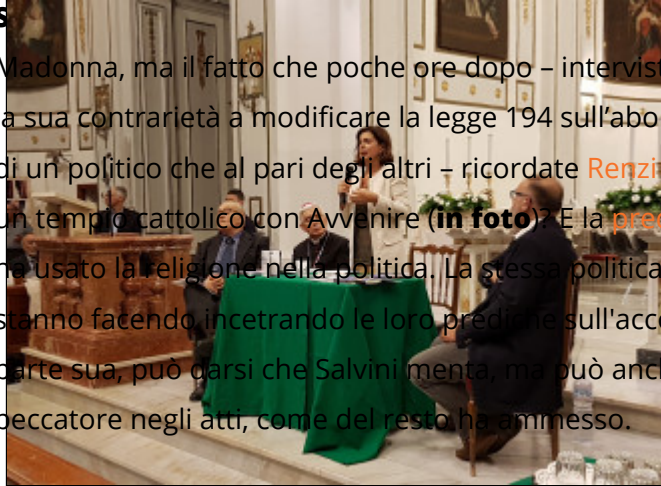 s
Madonna, ma il fatto che poche ore dopo – intervist
a sua contrarietà a modificare la legge 194 sull’abo
di un politico che al pari degli altri – ricordate Renzi
un tempio cattolico con Avvenire (in foto)? E la pre
ha usato la religione nella politica. La stessa politica
stanno facendo incetrando le loro prediche sull'acco
parte sua, può darsi che Salvini menta, ma può anch
peccatore negli atti, come del resto ha ammesso.